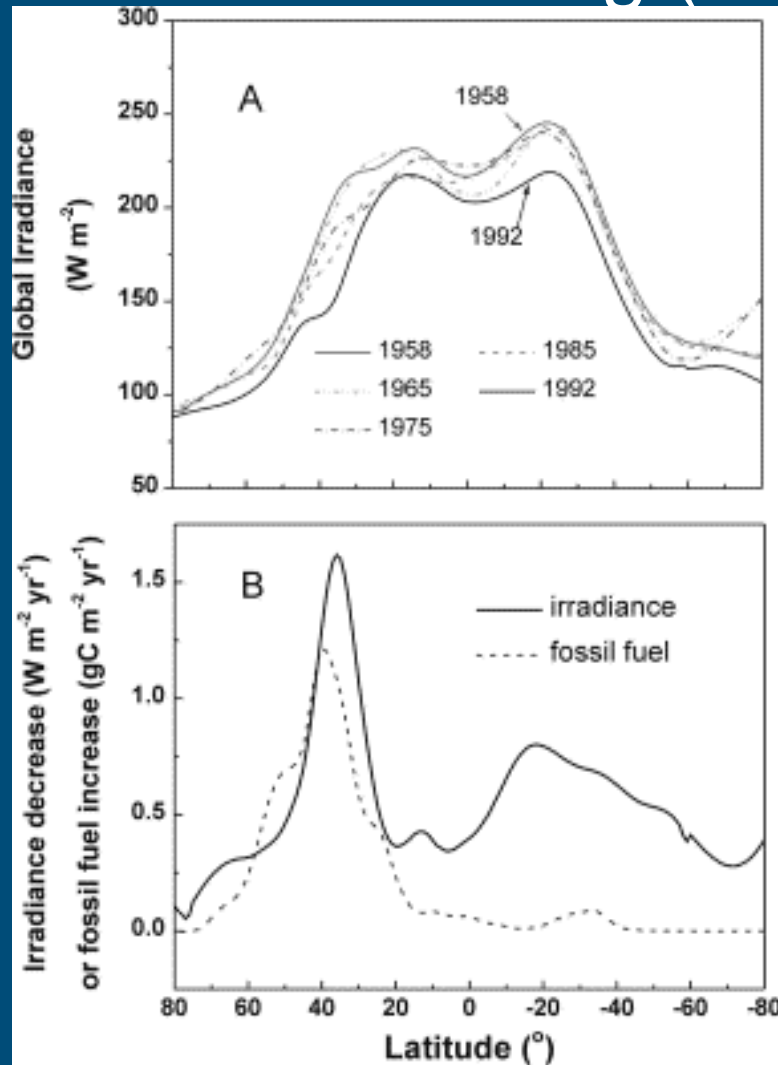 300
A
1958
250
Global Irradiance
(W m-2)
200
1992
150
1958
1985
1965
1992
100
1975
50
B
irradiance
fossil fuel
Irradiance decrease (W m-2 yr-1)
or fossil fuel increase (gC m-2 yr-1)
1.5
1.0
0.5
0.0
80 60 40 20 0 -20 -40 -60 -80
Latitude (°)